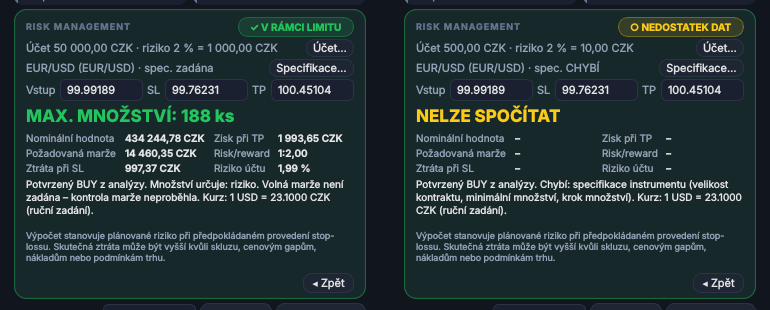 RISK MANAGEMENT
✓ V RÁMCI LIMITU
Účet 50 000,00 CZK · riziko 2 % = 1 000,00 CZK
Účet...
EUR/USD (EUR/USD) · spec. zadána
Specifikace...
Vstup 99.99189 SL 99.76231 TP 100.45104
MAX. MNOŽSTVÍ: 188 ks
Nominální hodnota 434 244,78 CZK Zisk při TP 1 993,65 CZK
Požadovaná marže 14 460,35 CZK Risk/reward 1:2,00
Ztráta při SL 997,37 CZK Riziko účtu 1,99 %
Potvrzený BUY z analýzy. Množství určuje: riziko. Volná marže není
zadána – kontrola marže neproběhla. Kurz: 1 USD = 23.1000 CZK
(ruční zadání).
Výpočet stanovuje plánované riziko při předpokládaném provedení stop-
lossu. Skutečná ztráta může být vyšší kvůli skluzu, cenovým gapům,
nákladům nebo podmínkám trhu.
◂ Zpět
RISK MANAGEMENT
○ NEDOSTATEK DAT
Účet 500,00 CZK · riziko 2 % = 10,00 CZK
Účet...
EUR/USD (EUR/USD) · spec. CHYBÍ
Specifikace...
Vstup 99.99189 SL 99.76231 TP 100.45104
NELZE SPOČÍTAT
Nominální hodnota – Zisk při TP –
Požadovaná marže – Risk/reward –
Ztráta při SL – Riziko účtu –
Potvrzený BUY z analýzy. Chybí: specifikace instrumentu (velikost
kontraktu, minimální množství, krok množství). Kurz: 1 USD = 23.1000
CZK (ruční zadání).
Výpočet stanovuje plánované riziko při předpokládaném provedení stop-
lossu. Skutečná ztráta může být vyšší kvůli skluzu, cenovým gapům,
nákladům nebo podmínkám trhu.
◂ Zpět